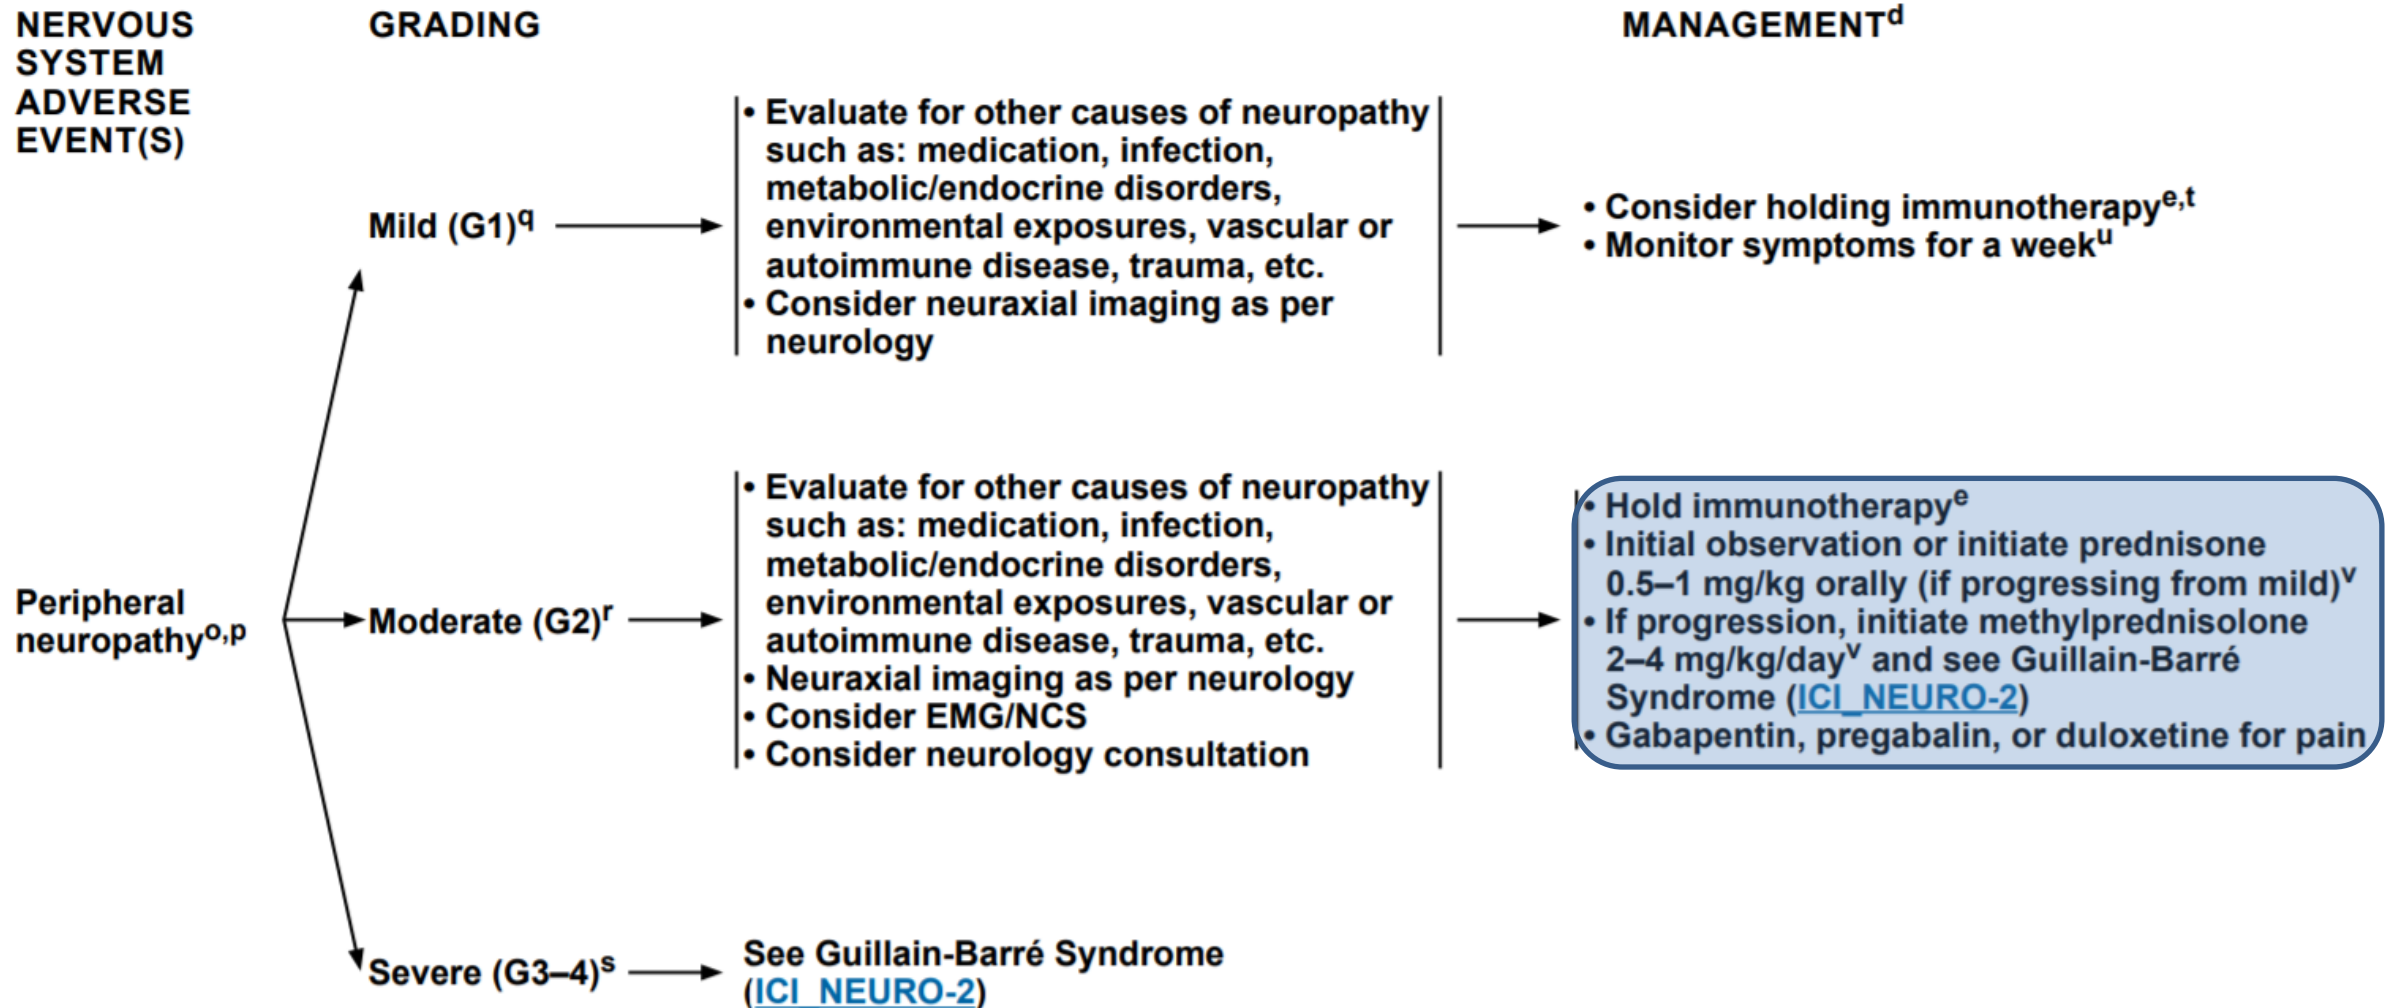 NERVOUS
SYSTEM
ADVERSE
EVENT(S)
GRADING
MANAGEMENTᵈ
Mild (G1)q
• Evaluate for other causes of neuropathy
such as: medication, infection,
metabolic/endocrine disorders,
environmental exposures, vascular or
autoimmune disease, trauma, etc.
• Consider neuraxial imaging as per
neurology
• Consider holding immunotherapye,t
• Monitor symptoms for a weeku
Peripheral
neuropathyo,p
Moderate (G2)r
• Evaluate for other causes of neuropathy
such as: medication, infection,
metabolic/endocrine disorders,
environmental exposures, vascular or
autoimmune disease, trauma, etc.
• Neuraxial imaging as per neurology
• Consider EMG/NCS
• Consider neurology consultation
• Hold immunotherapye
• Initial observation or initiate prednisone
0.5–1 mg/kg orally (if progressing from mild)v
• If progression, initiate methylprednisolone
2–4 mg/kg/dayv and see Guillain-Barré
Syndrome (ICI_NEURO-2)
• Gabapentin, pregabalin, or duloxetine for pain
Severe (G3–4)s
See Guillain-Barré Syndrome
(ICI_NEURO-2)